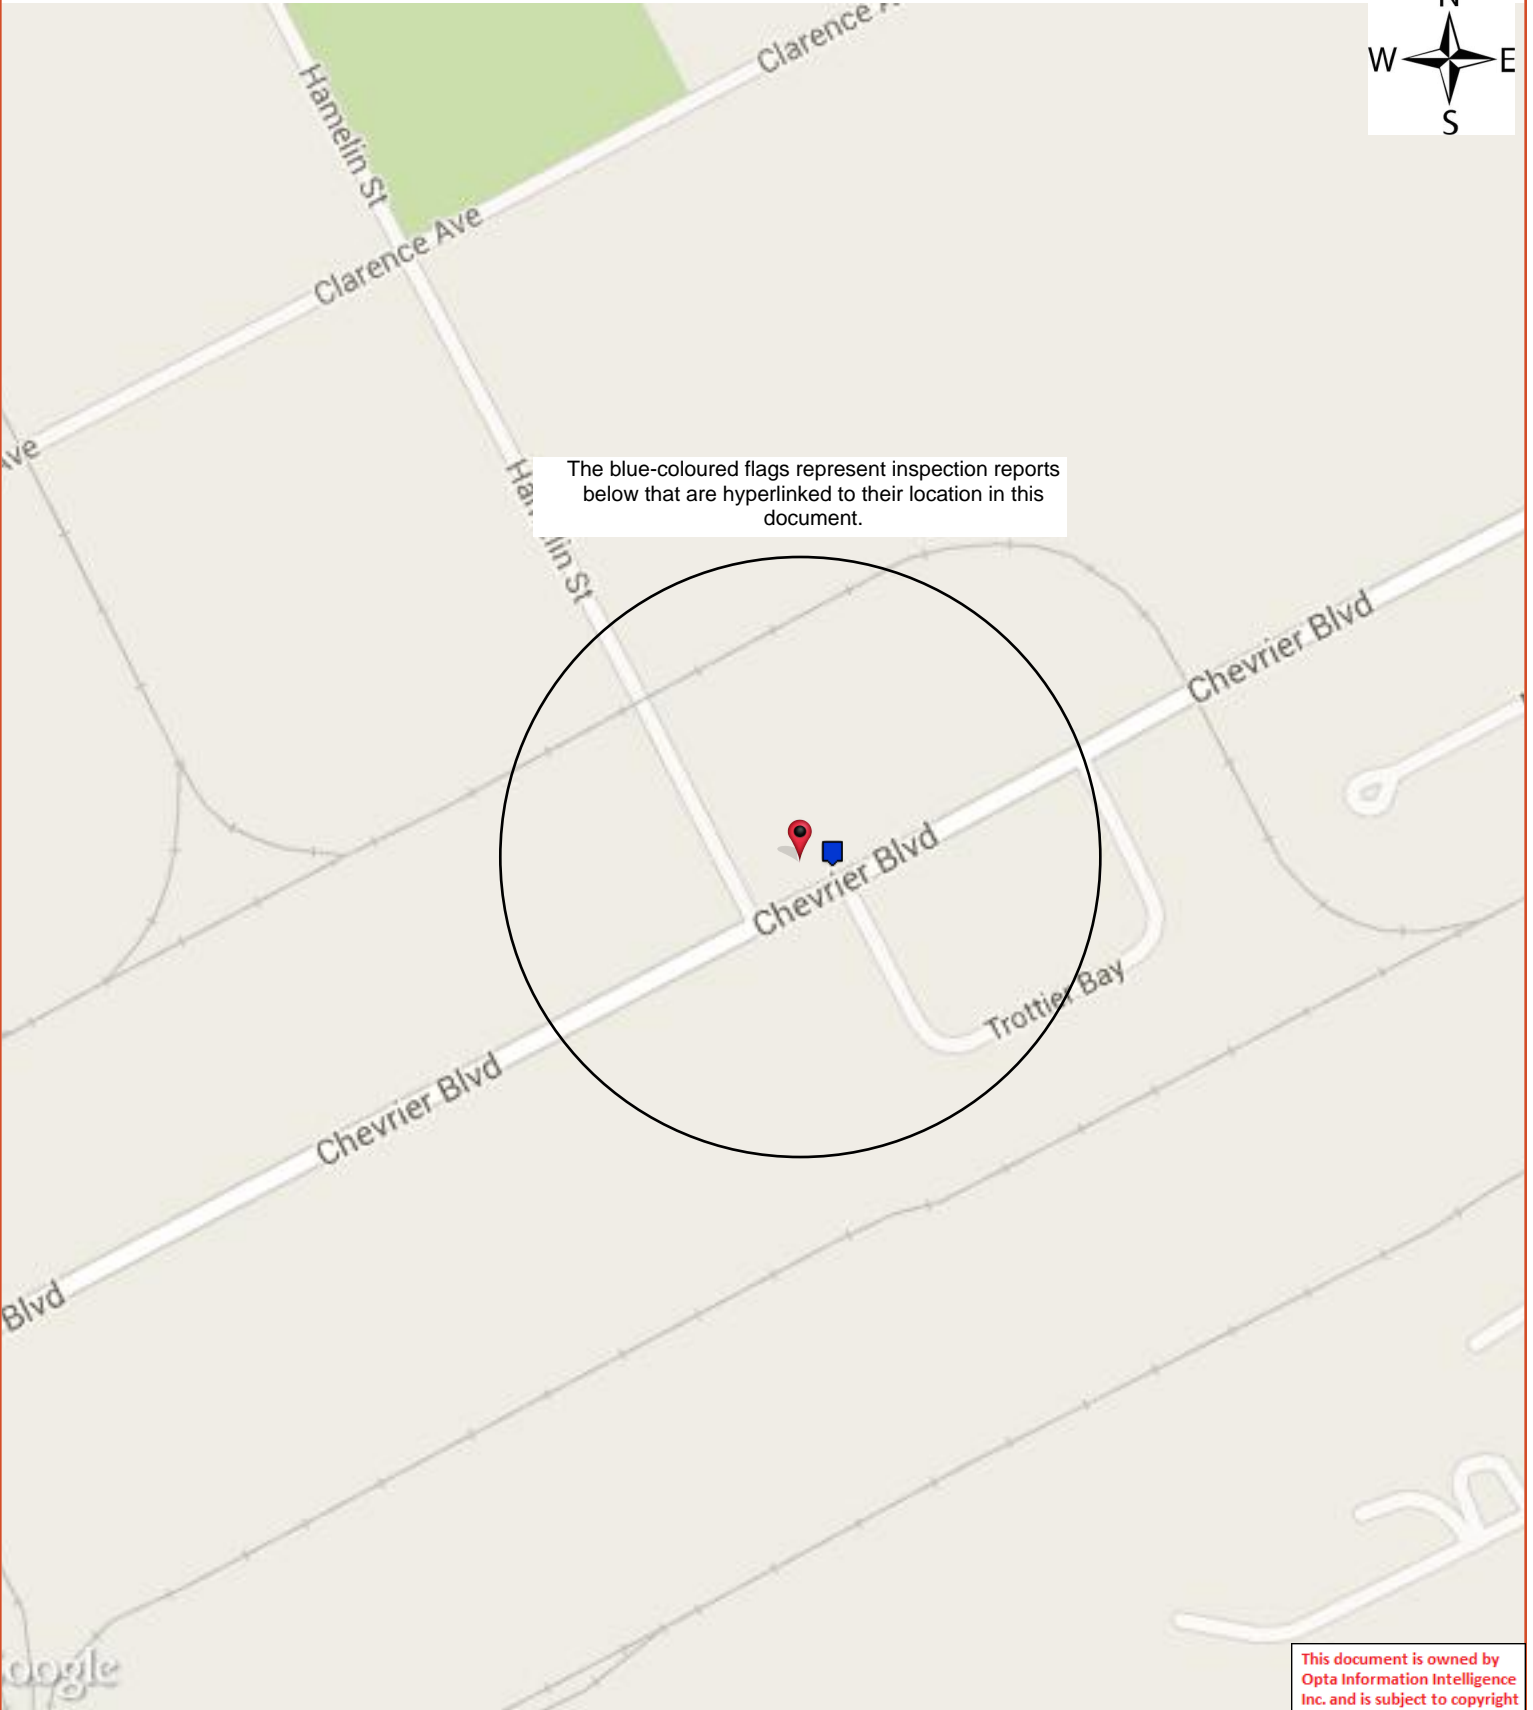 N
W E
S
Clarence
Hamelin St
Clarence Ave
Ave
The blue-coloured flags represent inspection reports
below that are hyperlinked to their location in this
document.
Chevrier Blvd
Chevrier Blvd
Trottier Bay
Chevrier Blvd
Blvd
This document is owned by
Opta Information Intelligence
Inc. and is subject to copyright